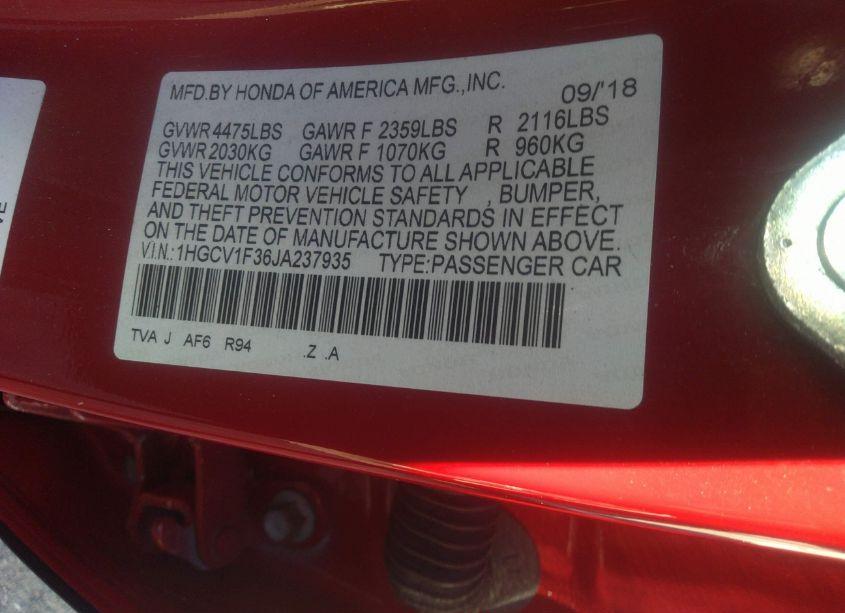 MFD.BY HONDA OF AMERICA MFG.,INC. 09/'18
GVWR 4475LBS GAWR F 2359LBS R 2116LBS
GVWR 2030KG GAWR F 1070KG R 960KG
THIS VEHICLE CONFORMS TO ALL APPLICABLE
FEDERAL MOTOR VEHICLE SAFETY , BUMPER,
AND THEFT PREVENTION STANDARDS IN EFFECT
ON THE DATE OF MANUFACTURE SHOWN ABOVE.
V.I.N.:1HGCV1F36JA237935 TYPE:PASSENGER CAR
TVA J AF6 R94 .Z .A